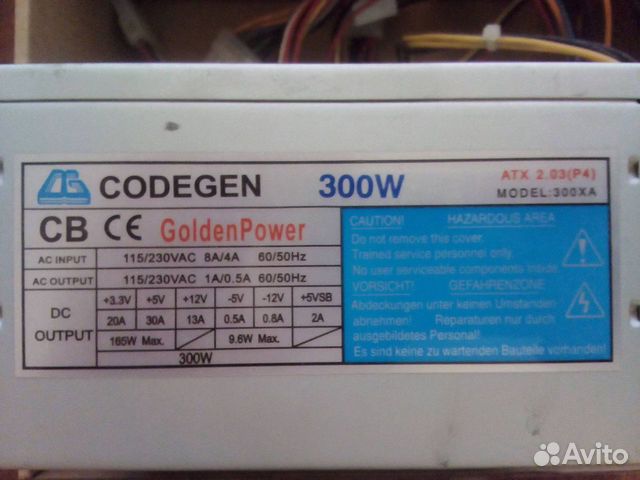 CG CODEGEN 300W ATX 2.03(P4)
MODEL:300XA
CB CE GoldenPower
AC INPUT 115/230VAC 8A/4A 60/50Hz
AC OUTPUT 115/230VAC 1A/0.5A 60/50Hz
DC OUTPUT
+3.3V +5V +12V -5V -12V +5VSB
20A 30A 13A 0.5A 0.8A 2A
165W Max. 9.6W Max.
300W
CAUTION! HAZARDOUS AREA
Do not remove this cover.
Trained service personnel only.
No user serviceable components inside.
VORSICHT! GEFAHRENZONE
Abdeckungen unter keinen Umstanden
abnehmen! Reparaturen nur durch
ausgebildetes Personal!
Es sind keine zu wartenden Bauteile vorhanden!
Avito